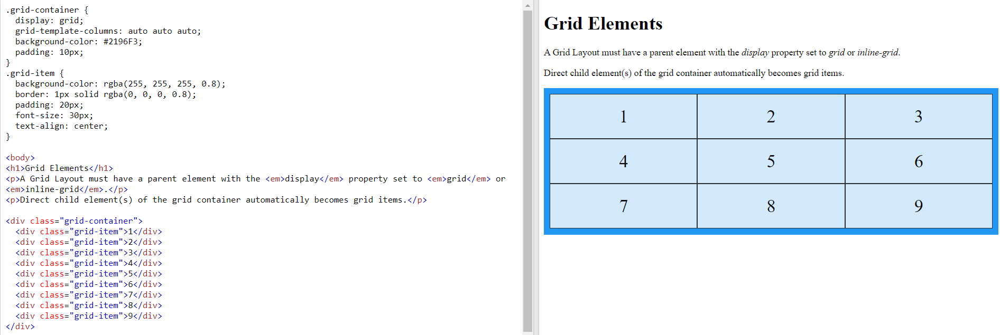 .grid-container {
  display: grid;
  grid-template-columns: auto auto auto;
  background-color: #2196F3;
  padding: 10px;
}
.grid-item {
  background-color: rgba(255, 255, 255, 0.8);
  border: 1px solid rgba(0, 0, 0, 0.8);
  padding: 20px;
  font-size: 30px;
  text-align: center;
}

<body>
<h1>Grid Elements</h1>
<p>A Grid Layout must have a parent element with the <em>display</em> property set to <em>grid</em> or
<em>inline-grid</em>.</p>
<p>Direct child element(s) of the grid container automatically becomes grid items.</p>

<div class="grid-container">
  <div class="grid-item">1</div>
  <div class="grid-item">2</div>
  <div class="grid-item">3</div>
  <div class="grid-item">4</div>
  <div class="grid-item">5</div>
  <div class="grid-item">6</div>
  <div class="grid-item">7</div>
  <div class="grid-item">8</div>
  <div class="grid-item">9</div>
</div>
Grid Elements
A Grid Layout must have a parent element with the display property set to grid or inline-grid.
Direct child element(s) of the grid container automatically becomes grid items.
1 2 3
4 5 6
7 8 9